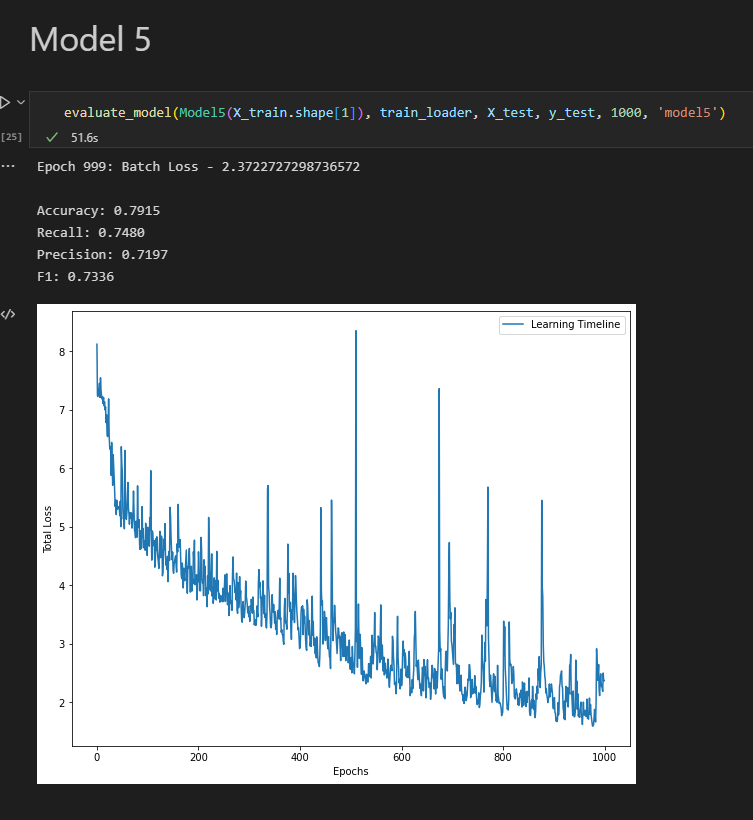 Model 5
evaluate_model(Model5(X_train.shape[1]), train_loader, X_test, y_test, 1000, 'model5')
[25]
51.6s
Epoch 999: Batch Loss - 2.3722727298736572
Accuracy: 0.7915
Recall: 0.7480
Precision: 0.7197
F1: 0.7336
Learning Timeline
8
7
6
5
4
3
2
Total Loss
0
200
400
600
800
1000
Epochs